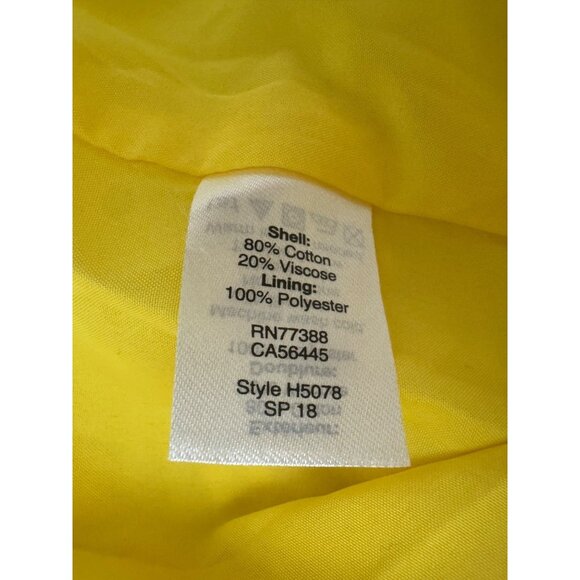 Shell:
80% Cotton
20% Viscose
Lining:
100% Polyester
RN77388
CA56445
Style H5078
SP 18